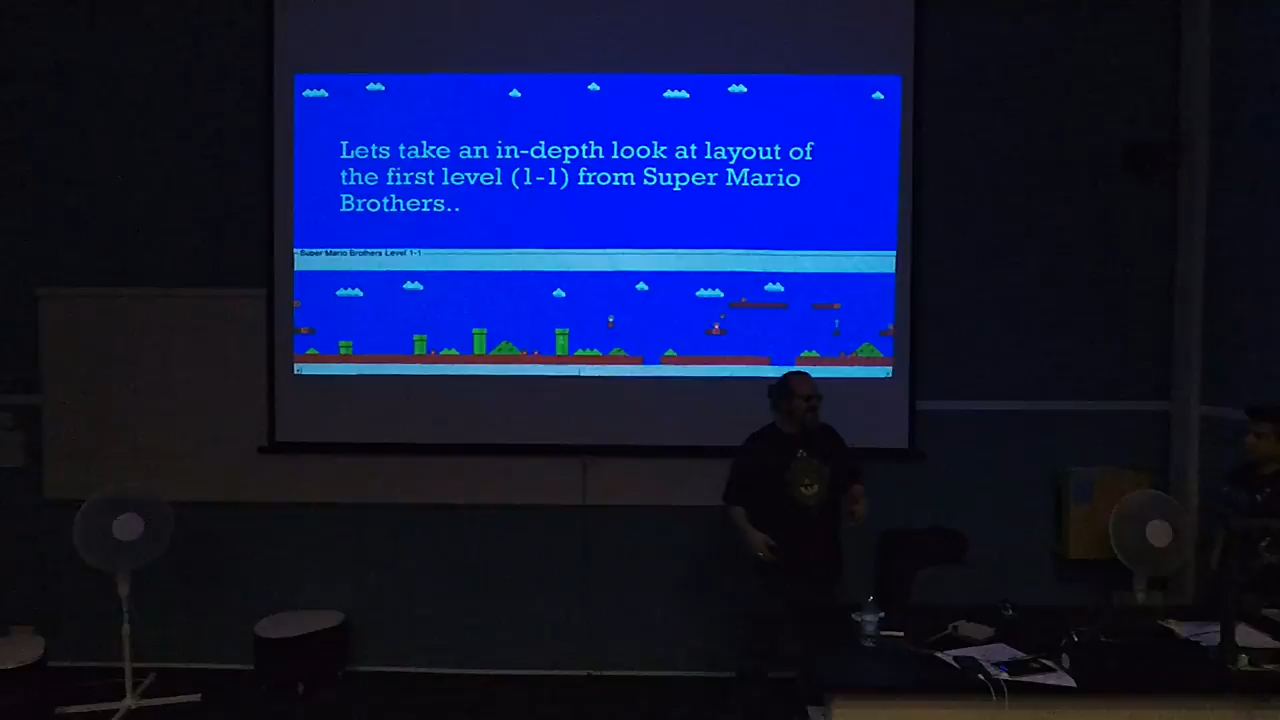 Lets take an in-depth look at layout of
the first level (1-1) from Super Mario
Brothers..
Super Mario Brothers Level 1-1